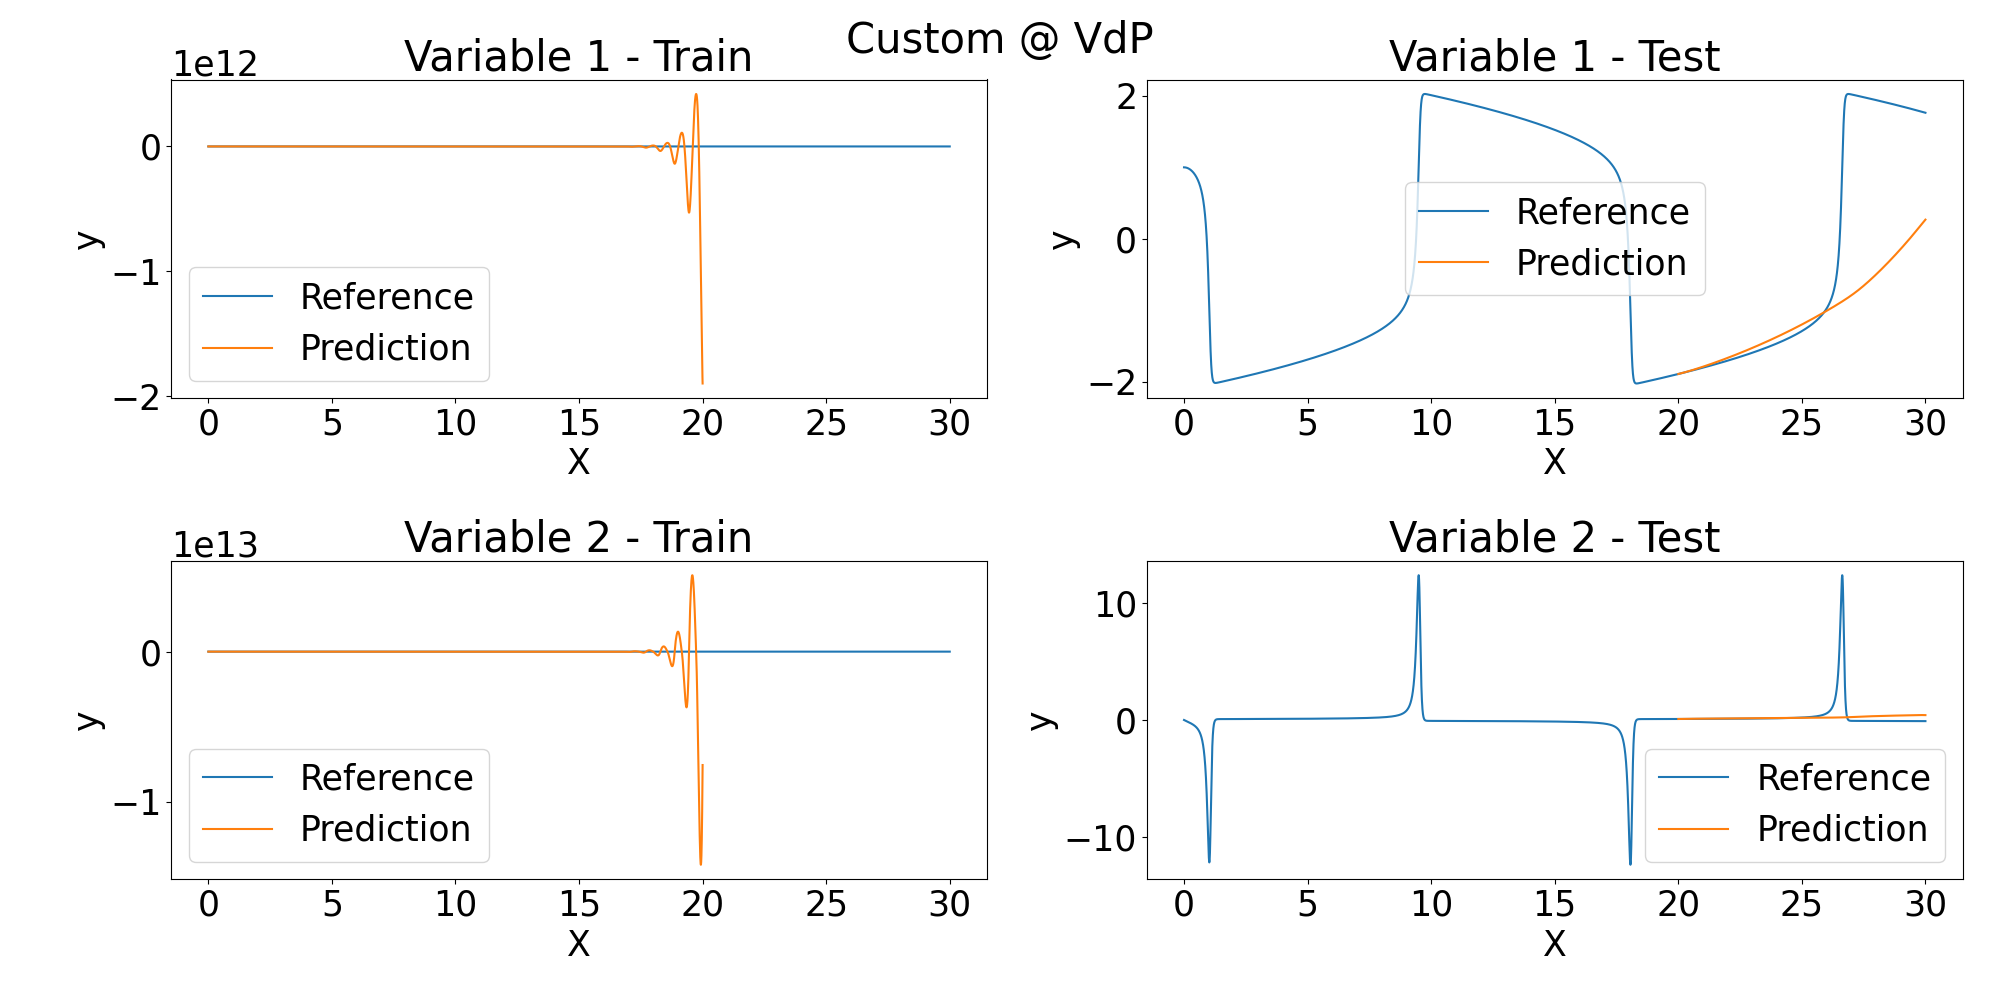 Custom @ VdP
Variable 1 - Train
1e12
0
−1
−2
y
Reference
Prediction
0 5 10 15 20 25 30
X
Variable 1 - Test
2
0
−2
y
Reference
Prediction
0 5 10 15 20 25 30
X
Variable 2 - Train
1e13
0
−1
y
Reference
Prediction
0 5 10 15 20 25 30
X
Variable 2 - Test
10
0
−10
y
Reference
Prediction
0 5 10 15 20 25 30
X